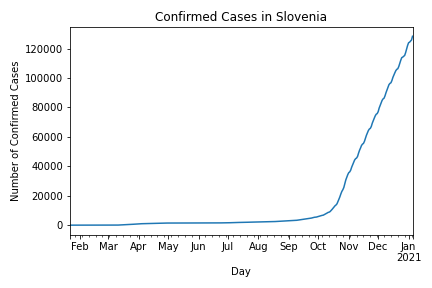 Confirmed Cases in Slovenia
Number of Confirmed Cases
120000
100000
80000
60000
40000
20000
0
Feb Mar Apr May Jun Jul Aug Sep Oct Nov Dec Jan
2021
Day